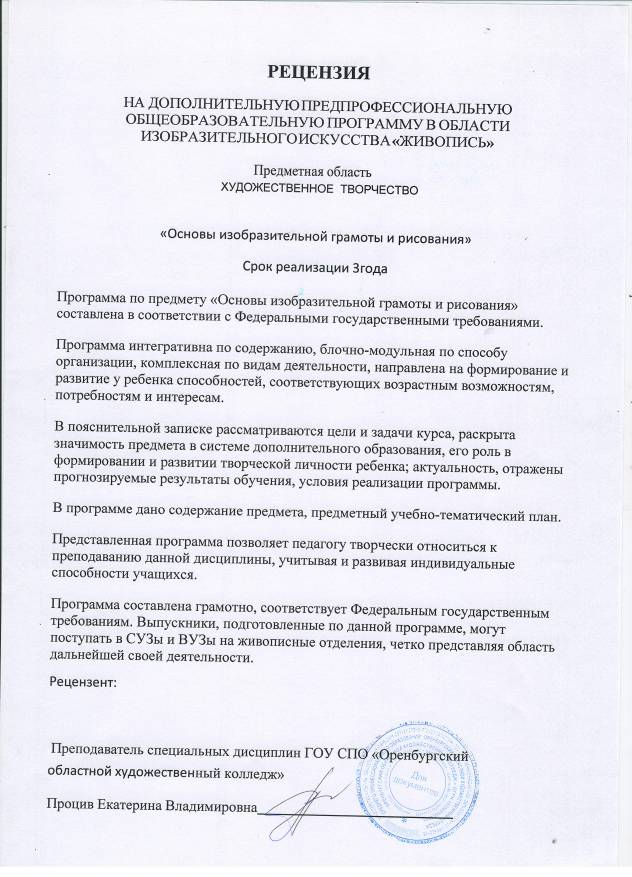 РЕЦЕНЗИЯ
НА ДОПОЛНИТЕЛЬНУЮ ПРЕДПРОФЕССИОНАЛЬНУЮ
ОБЩЕОБРАЗОВАТЕЛЬНУЮ ПРОГРАММУ В ОБЛАСТИ
ИЗОБРАЗИТЕЛЬНОГО ИСКУССТВА «ЖИВОПИСЬ»
Предметная область
ХУДОЖЕСТВЕННОЕ ТВОРЧЕСТВО
«Основы изобразительной грамоты и рисования»
Срок реализации 3года
Программа по предмету «Основы изобразительной грамоты и рисования»
составлена в соответствии с Федеральными государственными требованиями.
Программа интегративна по содержанию, блочно-модульная по способу
организации, комплексная по видам деятельности, направлена на формирование и
развитие у ребенка способностей, соответствующих возрастным возможностям,
потребностям и интересам.
В пояснительной записке рассматриваются цели и задачи курса, раскрыта
значимость предмета в системе дополнительного образования, его роль в
формировании и развитии творческой личности ребенка; актуальность, отражены
прогнозируемые результаты обучения, условия реализации программы.
В программе дано содержание предмета, предметный учебно-тематический план.
Представленная программа позволяет педагогу творчески относиться к
преподаванию данной дисциплины, учитывая и развивая индивидуальные
способности учащихся.
Программа составлена грамотно, соответствует Федеральным государственным
требованиям. Выпускники, подготовленные по данной программе, могут
поступать в СУЗы и ВУЗы на живописные отделения, четко представляя область
дальнейшей своей деятельности.
Рецензент:
Преподаватель специальных дисциплин ГОУ СПО «Оренбургский
областной художественный колледж»
Процив Екатерина Владимировна
Для
документов